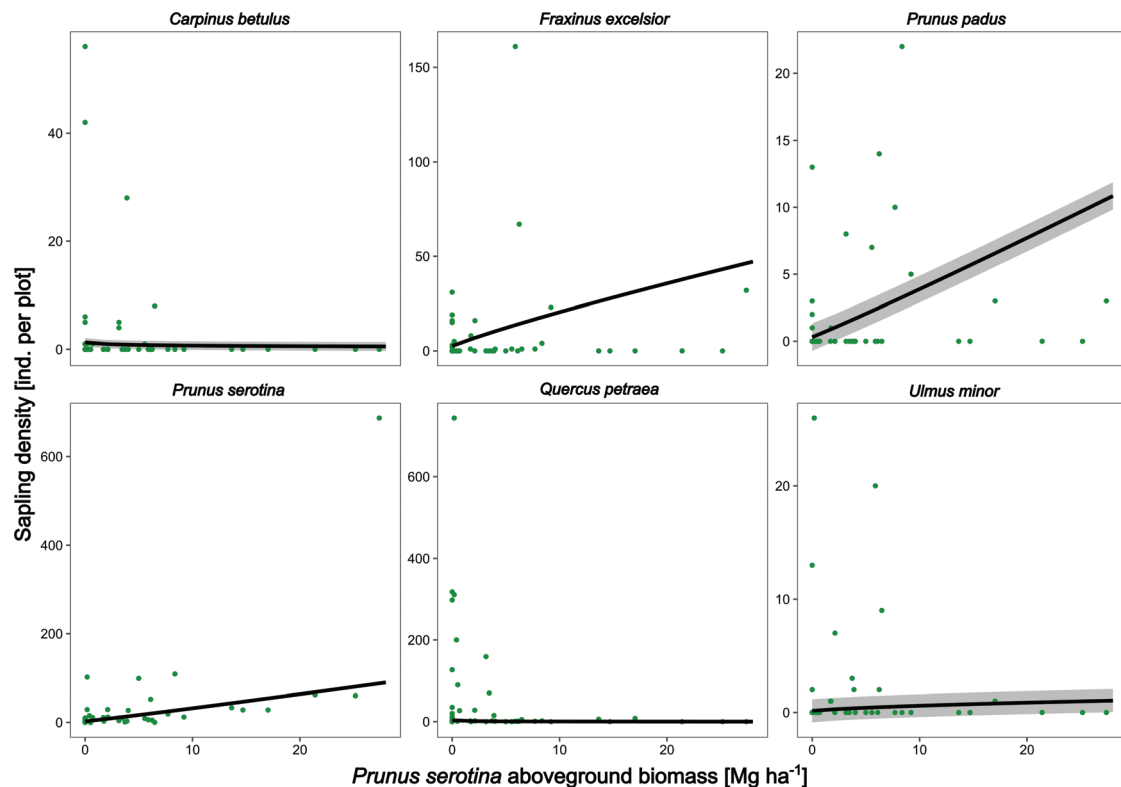 Carpinus betulus
Fraxinus excelsior
Prunus padus
40
20
0
150
100
50
0
20
15
10
5
0
Sapling density [ind. per plot]
Prunus serotina
Quercus petraea
Ulmus minor
600
400
200
0
600
400
200
0
20
10
0
0 10 20
0 10 20
0 10 20
Prunus serotina aboveground biomass [Mg ha⁻¹]